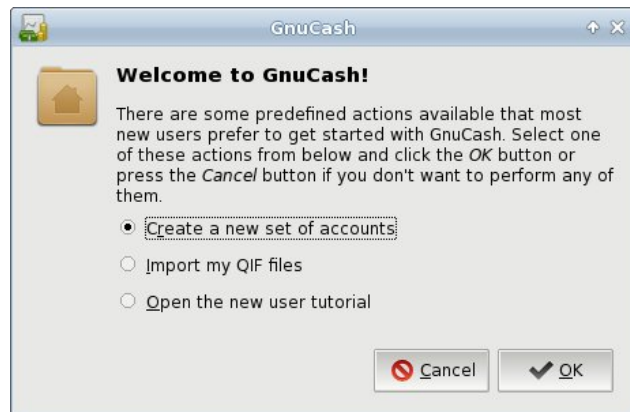 GnuCash
Welcome to GnuCash!
There are some predefined actions available that most
new users prefer to get started with GnuCash. Select one
of these actions from below and click the OK button or
press the Cancel button if you don't want to perform any of
them.
Create a new set of accounts
Import my QIF files
Open the new user tutorial
Cancel
OK